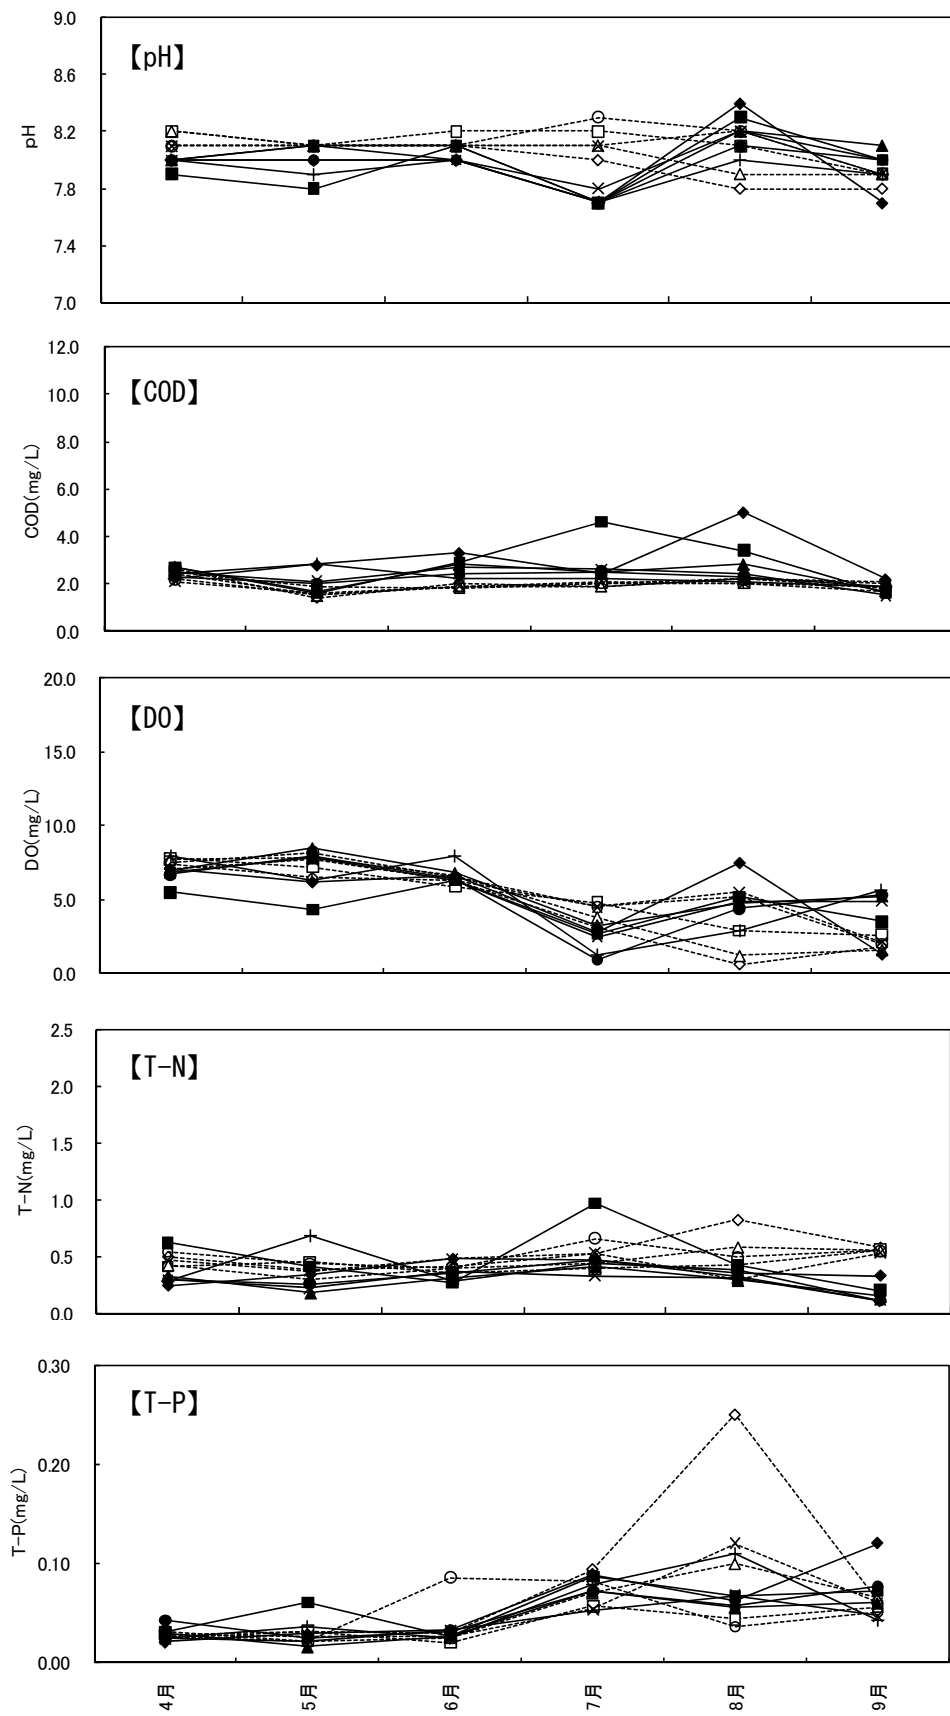 9.0
【pH】
8.6
8.2
pH
7.8
7.4
7.0
12.0
【COD】
10.0
8.0
COD(mg/L)
6.0
4.0
2.0
0.0
20.0
【DO】
15.0
DO(mg/L)
10.0
5.0
0.0
2.5
【T-N】
2.0
1.5
T-N(mg/L)
1.0
0.5
0.0
0.30
【T-P】
0.20
T-P(mg/L)
0.10
0.00
4月 5月 6月 7月 8月 9月